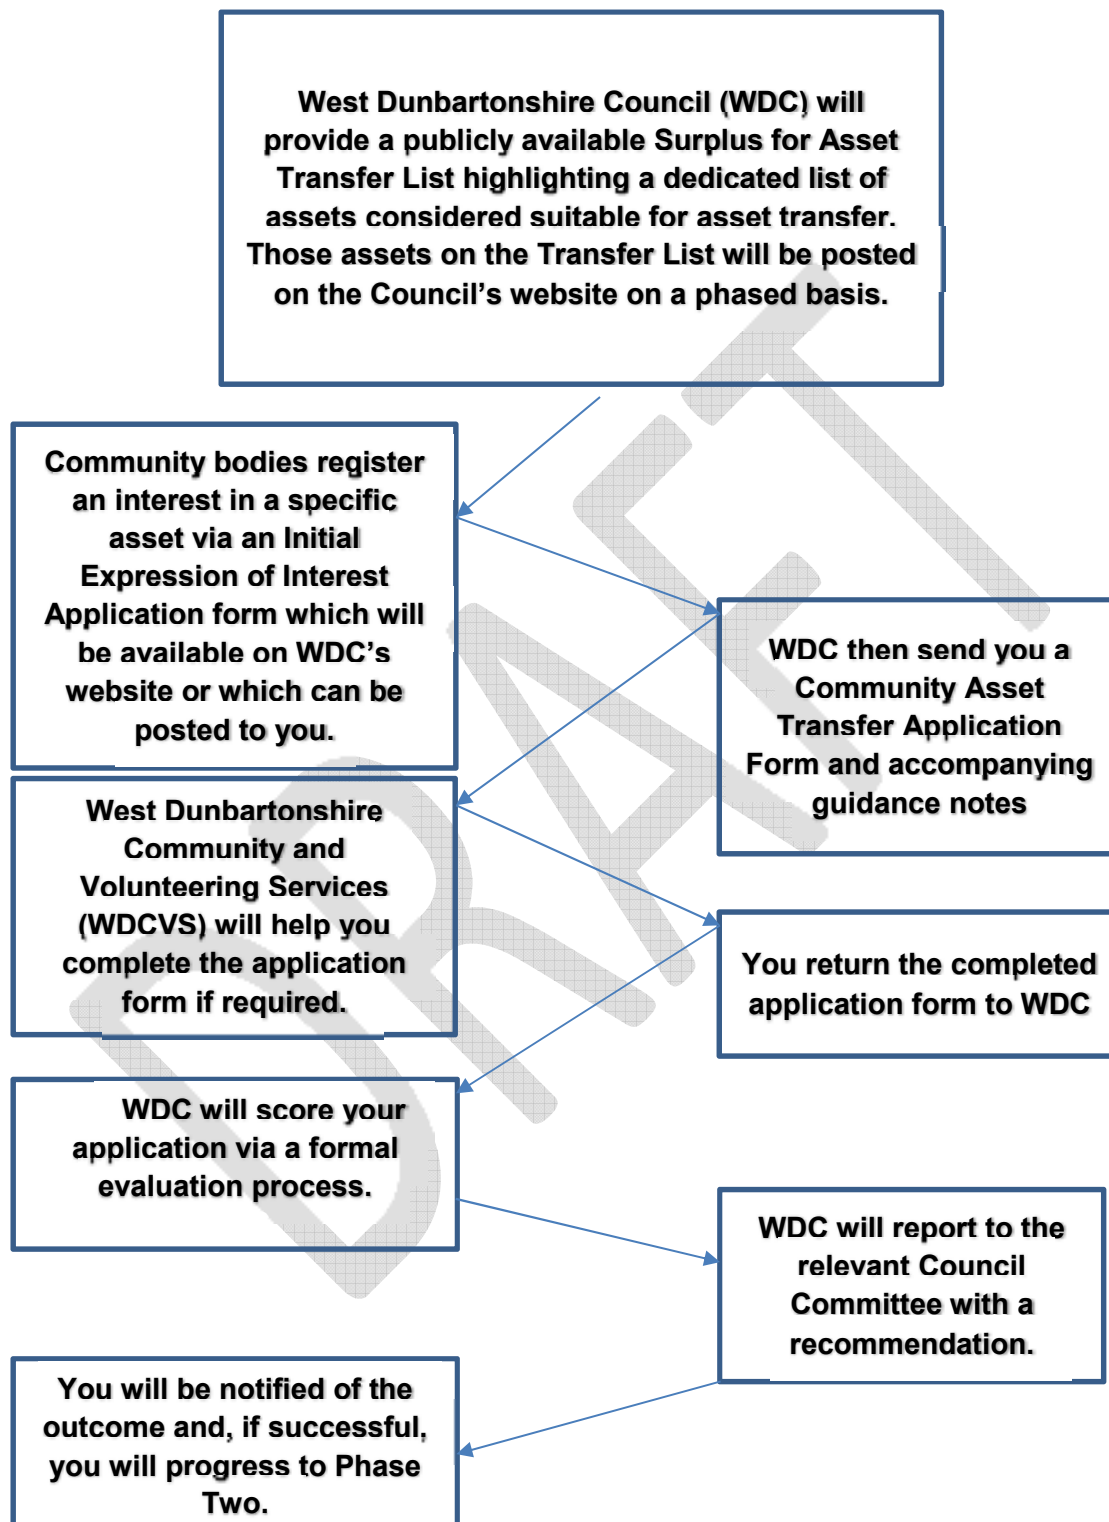 West Dunbartonshire Council (WDC) will
provide a publicly available Surplus for Asset
Transfer List highlighting a dedicated list of
assets considered suitable for asset transfer.
Those assets on the Transfer List will be posted
on the Council’s website on a phased basis.
Community bodies register
an interest in a specific
asset via an Initial
Expression of Interest
Application form which will
be available on WDC’s
website or which can be
posted to you.
WDC then send you a
Community Asset
Transfer Application
Form and accompanying
guidance notes
West Dunbartonshire
Community and
Volunteering Services
(WDCVS) will help you
complete the application
form if required.
You return the completed
application form to WDC
WDC will score your
application via a formal
evaluation process.
WDC will report to the
relevant Council
Committee with a
recommendation.
You will be notified of the
outcome and, if successful,
you will progress to Phase
Two.
DRAFT